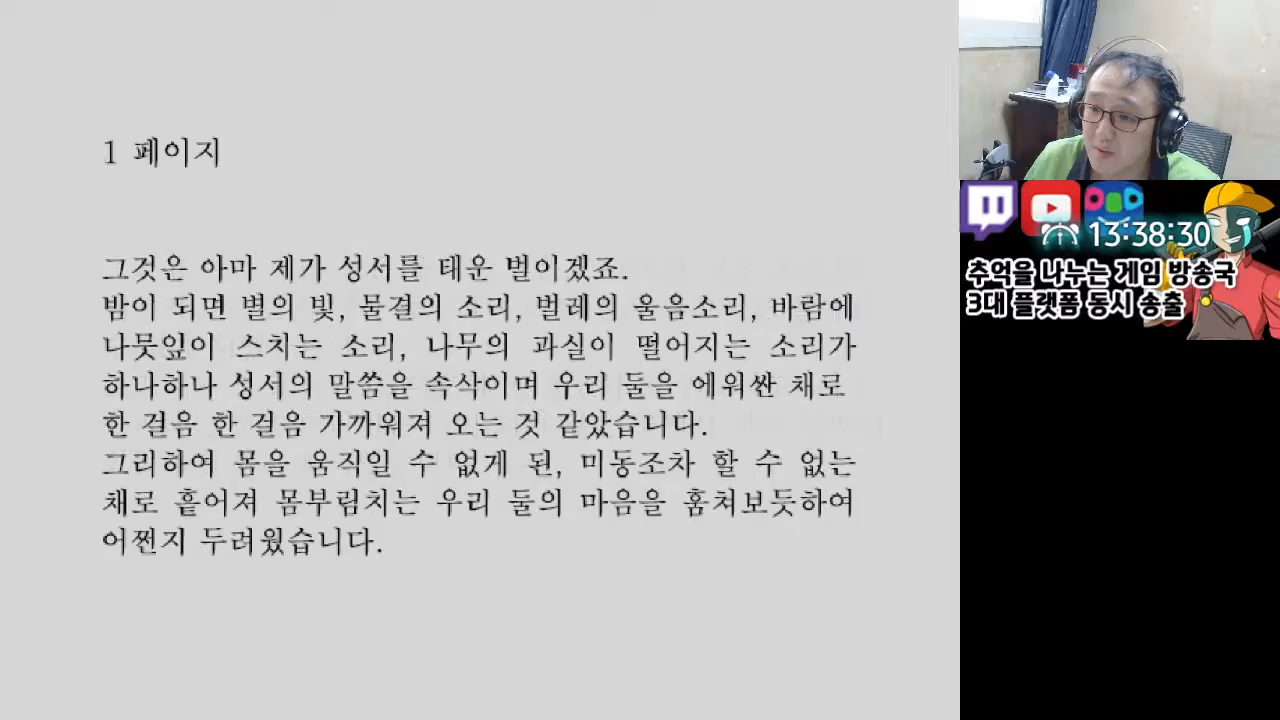 1 페이지
그것은 아마 제가 성서를 태운 벌이겠죠.
밤이 되면 별의 빛, 물결의 소리, 벌레의 울음소리, 바람에
나뭇잎이 스치는 소리, 나무의 과실이 떨어지는 소리가
하나하나 성서의 말씀을 속삭이며 우리 둘을 에워싼 채로
한 걸음 한 걸음 가까워져 오는 것 같았습니다.
그리하여 몸을 움직일 수 없게 된, 미동조차 할 수 없는
채로 흩어져 몸부림치는 우리 둘의 마음을 훔쳐보듯하여
어쩐지 두려웠습니다.
13:38:30
추억을 나누는 게임 방송국
3대 플랫폼 동시 송출